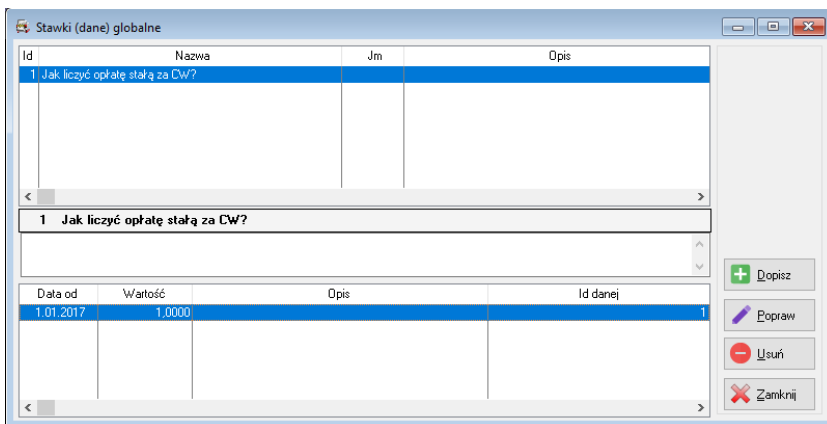 Stawki (dane) globalne
Id Nazwa Jm Opis
1 Jak liczyć opłatę stałą za CW?
1 Jak liczyć opłatę stałą za CW?
Data od Wartość Opis Id danej
1.01.2017 1,0000 1
Dopisz
Popraw
Usuń
Zamknij